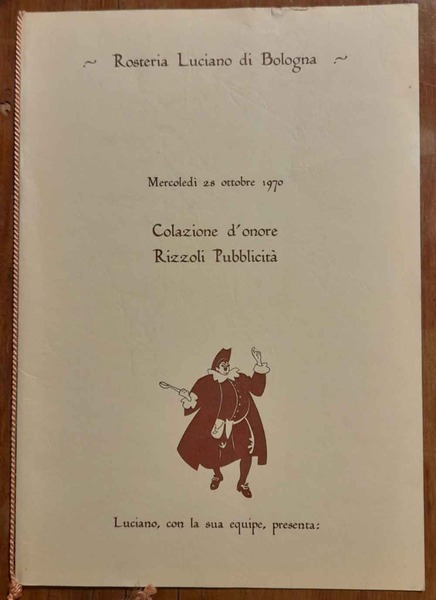 ~ Rosteria Luciano di Bologna ~
Mercoledì 28 ottobre 1970
Colazione d'onore
Rizzoli Pubblicità
Luciano, con la sua equipe, presenta: